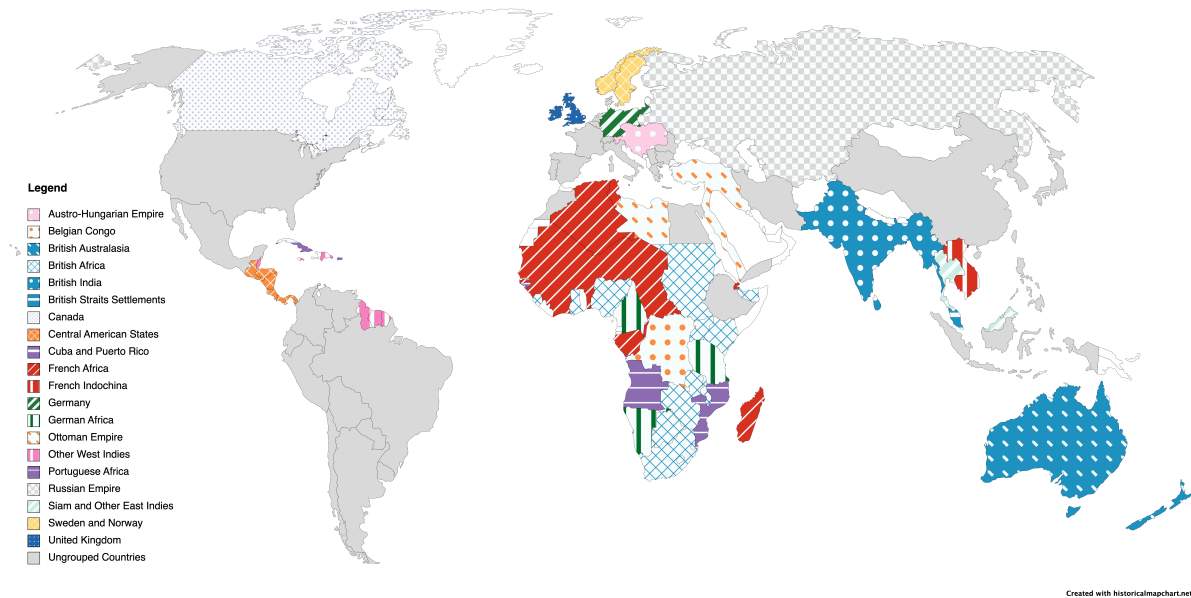 Legend
Austro-Hungarian Empire
Belgian Congo
British Australasia
British Africa
British India
British Straits Settlements
Canada
Central American States
Cuba and Puerto Rico
French Africa
French Indochina
Germany
German Africa
Ottoman Empire
Other West Indies
Portuguese Africa
Russian Empire
Siam and Other East Indies
Sweden and Norway
United Kingdom
Ungrouped Countries
Created with historicalmapchart.net